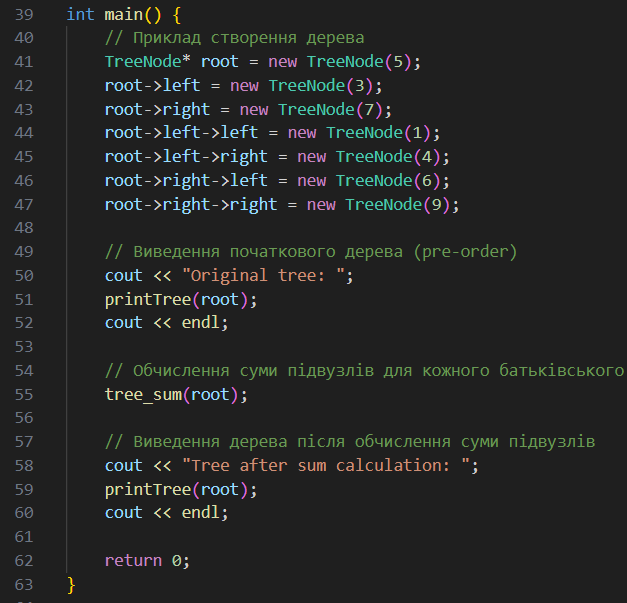 39 int main() {
40 // Приклад створення дерева
41 TreeNode* root = new TreeNode(5);
42 root->left = new TreeNode(3);
43 root->right = new TreeNode(7);
44 root->left->left = new TreeNode(1);
45 root->left->right = new TreeNode(4);
46 root->right->left = new TreeNode(6);
47 root->right->right = new TreeNode(9);
48
49 // Виведення початкового дерева (pre-order)
50 cout << "Original tree: ";
51 printTree(root);
52 cout << endl;
53
54 // Обчислення суми підвузлів для кожного батьківського
55 tree_sum(root);
56
57 // Виведення дерева після обчислення суми підвузлів
58 cout << "Tree after sum calculation: ";
59 printTree(root);
60 cout << endl;
61
62 return 0;
63 }